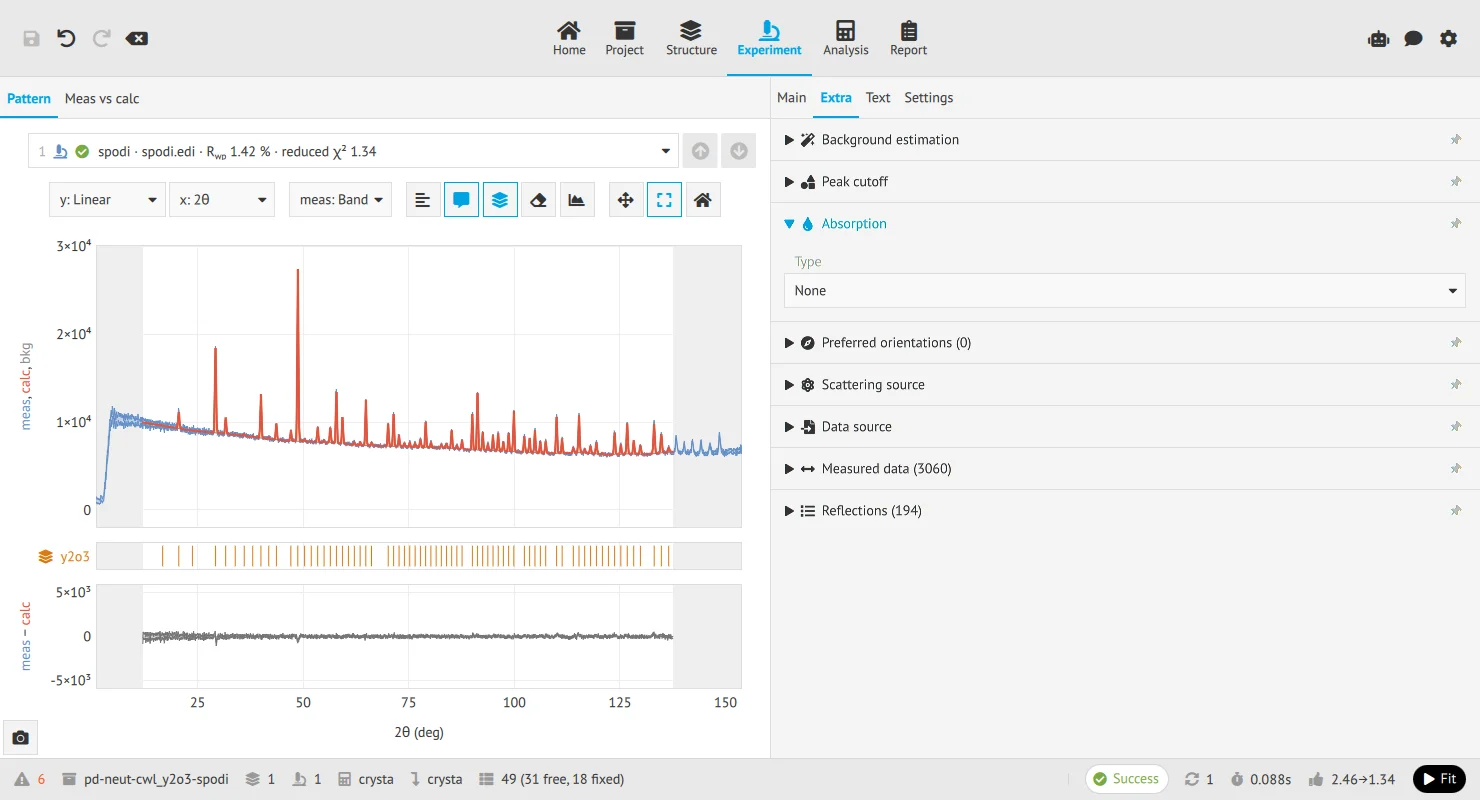 Home
Project
Structure
Experiment
Analysis
Report
Pattern
Meas vs calc
1 spodi · spodi.edi · Rwp 1.42 % · reduced χ² 1.34
y: Linear
x: 2θ
meas: Band
meas, calc, bkg
3×10⁴
2×10⁴
1×10⁴
0
y2o3
meas − calc
5×10³
0
-5×10³
25
50
75
100
125
150
2θ (deg)
Main
Extra
Text
Settings
Background estimation
Peak cutoff
Absorption
Type
None
Preferred orientations (0)
Scattering source
Data source
Measured data (3060)
Reflections (194)
6
pd-neut-cwl_y2o3-spodi
1
1
crysta
crysta
49 (31 free, 18 fixed)
Success
1
0.088s
2.46→1.34
Fit